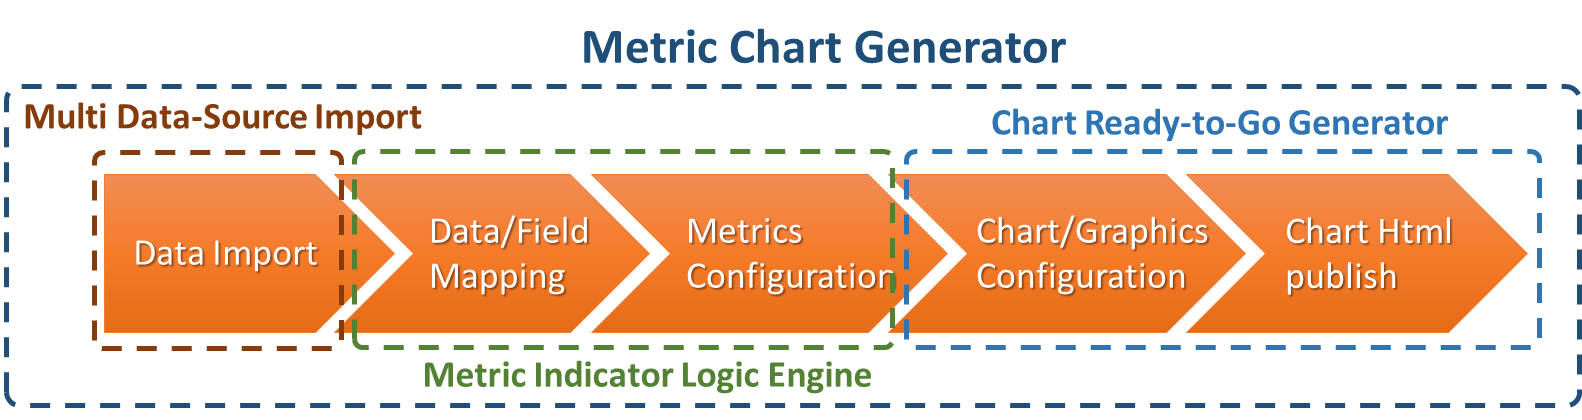 Metric Chart Generator
Multi Data-Source Import
Chart Ready-to-Go Generator
Data Import
Data/Field
Mapping
Metrics
Configuration
Chart/Graphics
Configuration
Chart Html
publish
Metric Indicator Logic Engine